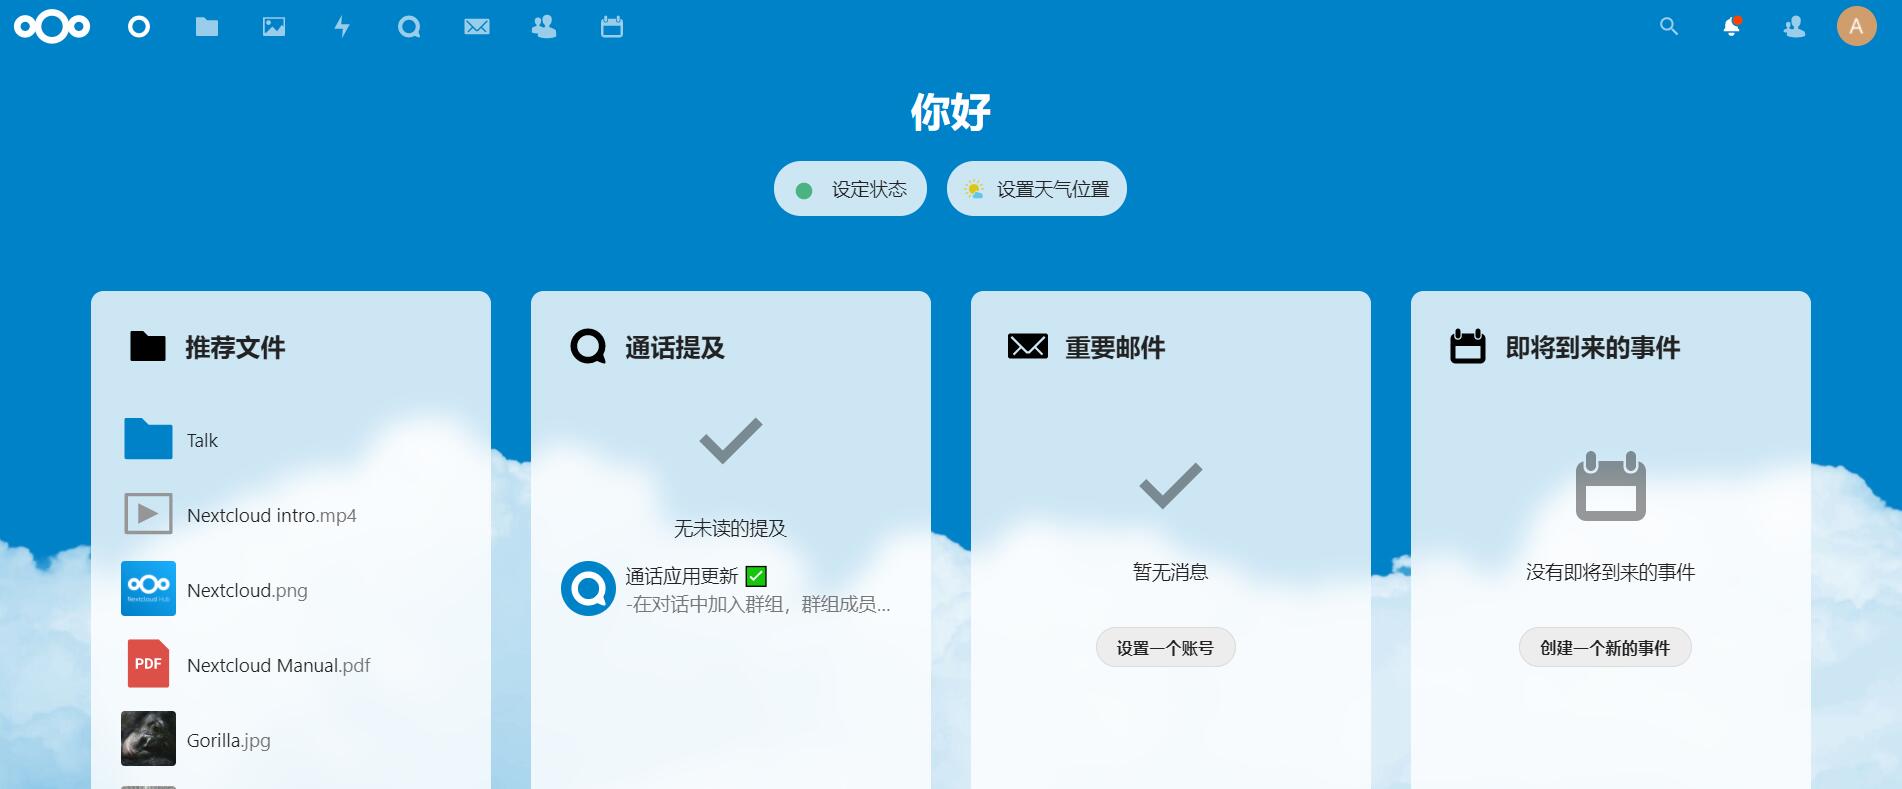 A
你好
设定状态
设置天气位置
推荐文件
Talk
Nextcloud intro.mp4
Nextcloud Hub
Nextcloud.png
PDF
Nextcloud Manual.pdf
Gorilla.jpg
通话提及
无未读的提及
通话应用更新 ✅
-在对话中加入群组，群组成员...
重要邮件
暂无消息
设置一个账号
即将到来的事件
没有即将到来的事件
创建一个新的事件